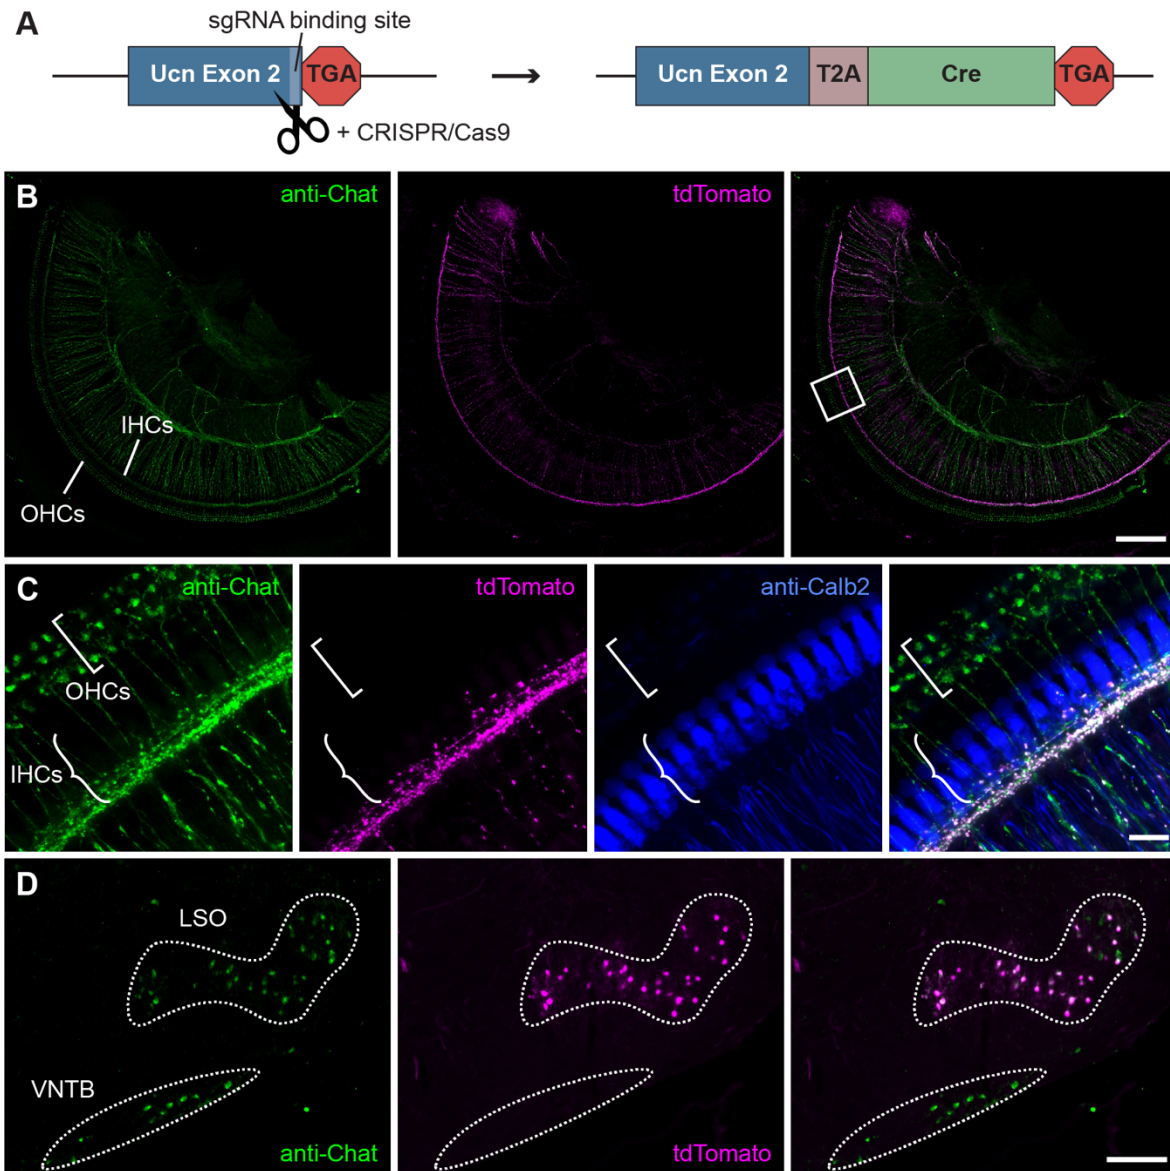 A
sgRNA binding site
Ucn Exon 2 TGA
+ CRISPR/Cas9
Ucn Exon 2 T2A Cre TGA
B
anti-Chat
IHCs
OHCs
tdTomato
C
anti-Chat
OHCs
IHCs
tdTomato
anti-Calb2
D
LSO
VNTB
anti-Chat
tdTomato